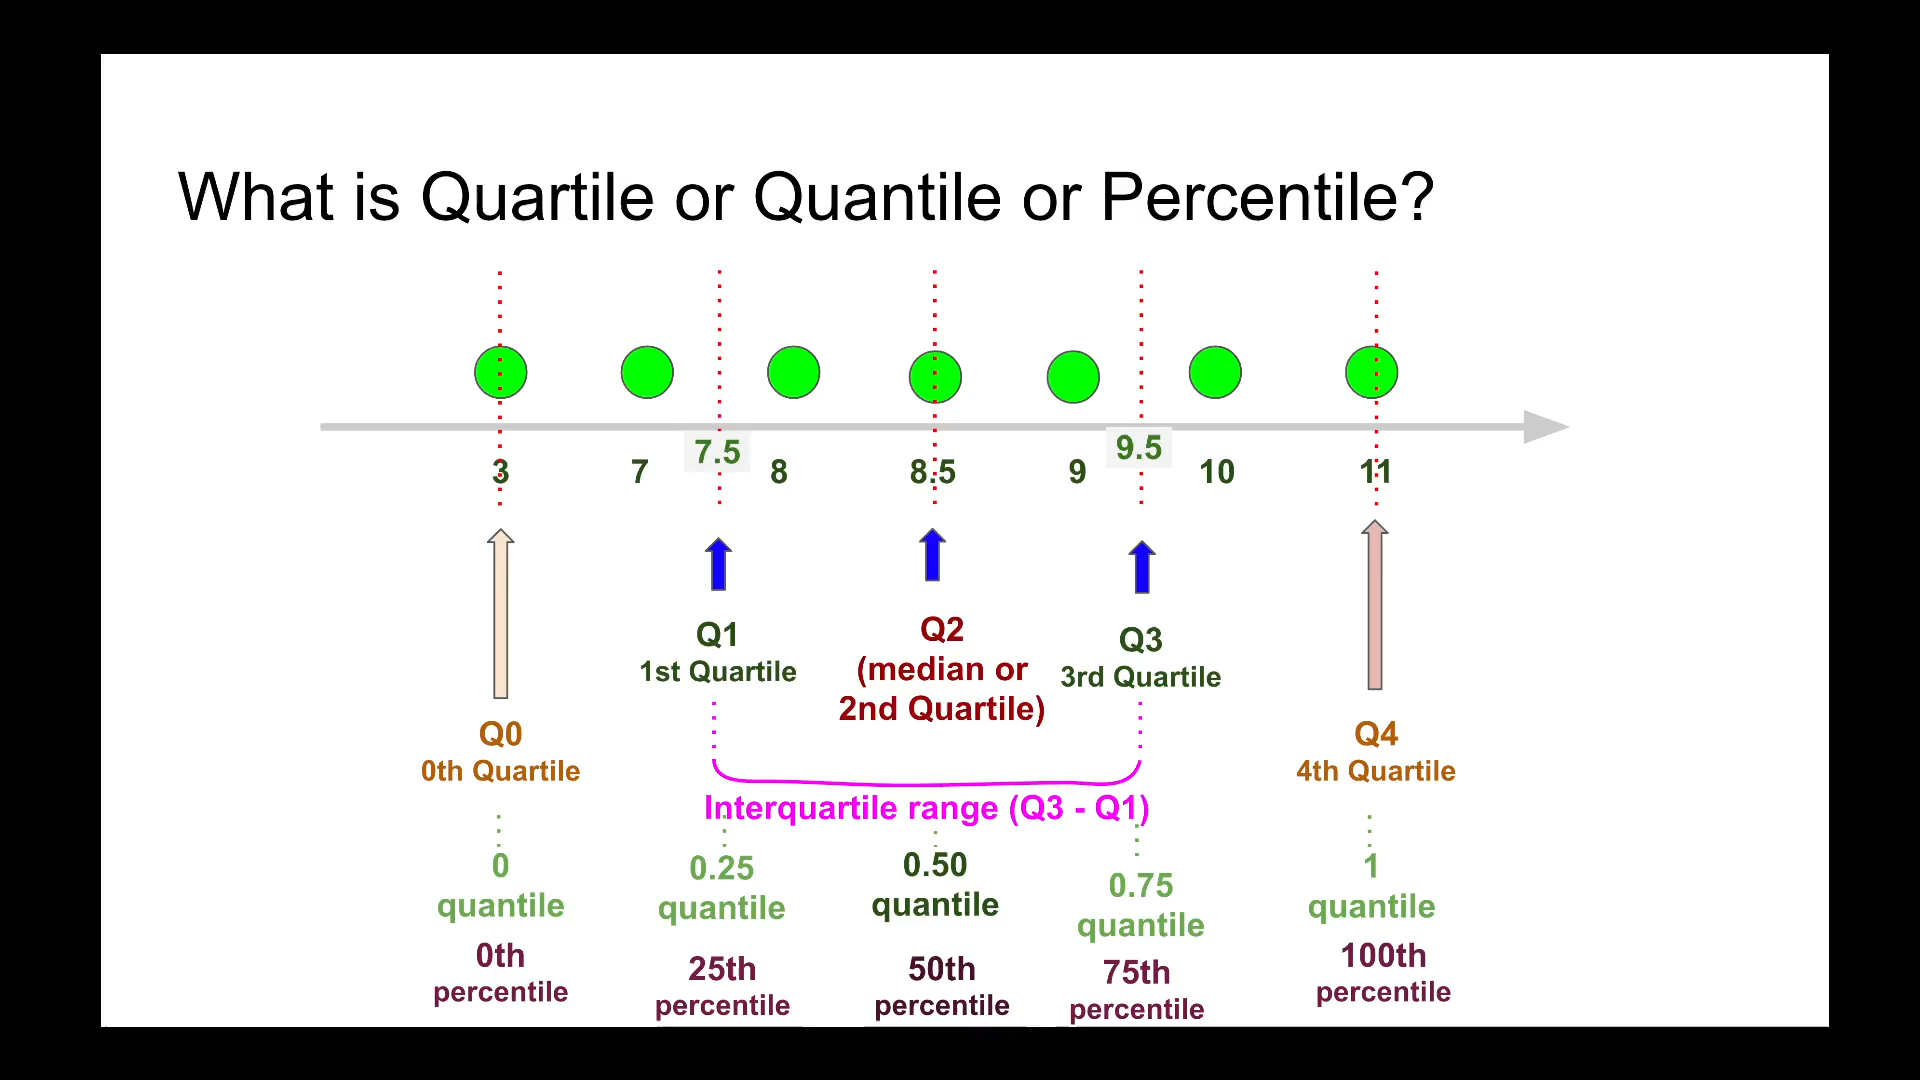 What is Quartile or Quantile or Percentile?
3 7 7.5 8 8.5 9 9.5 10 11
Q1
1st Quartile
Q2
(median or
2nd Quartile)
Q3
3rd Quartile
Q0
0th Quartile
Q4
4th Quartile
Interquartile range (Q3 - Q1)
0
quantile
0.25
quantile
0.50
quantile
0.75
quantile
1
quantile
0th
percentile
25th
percentile
50th
percentile
75th
percentile
100th
percentile